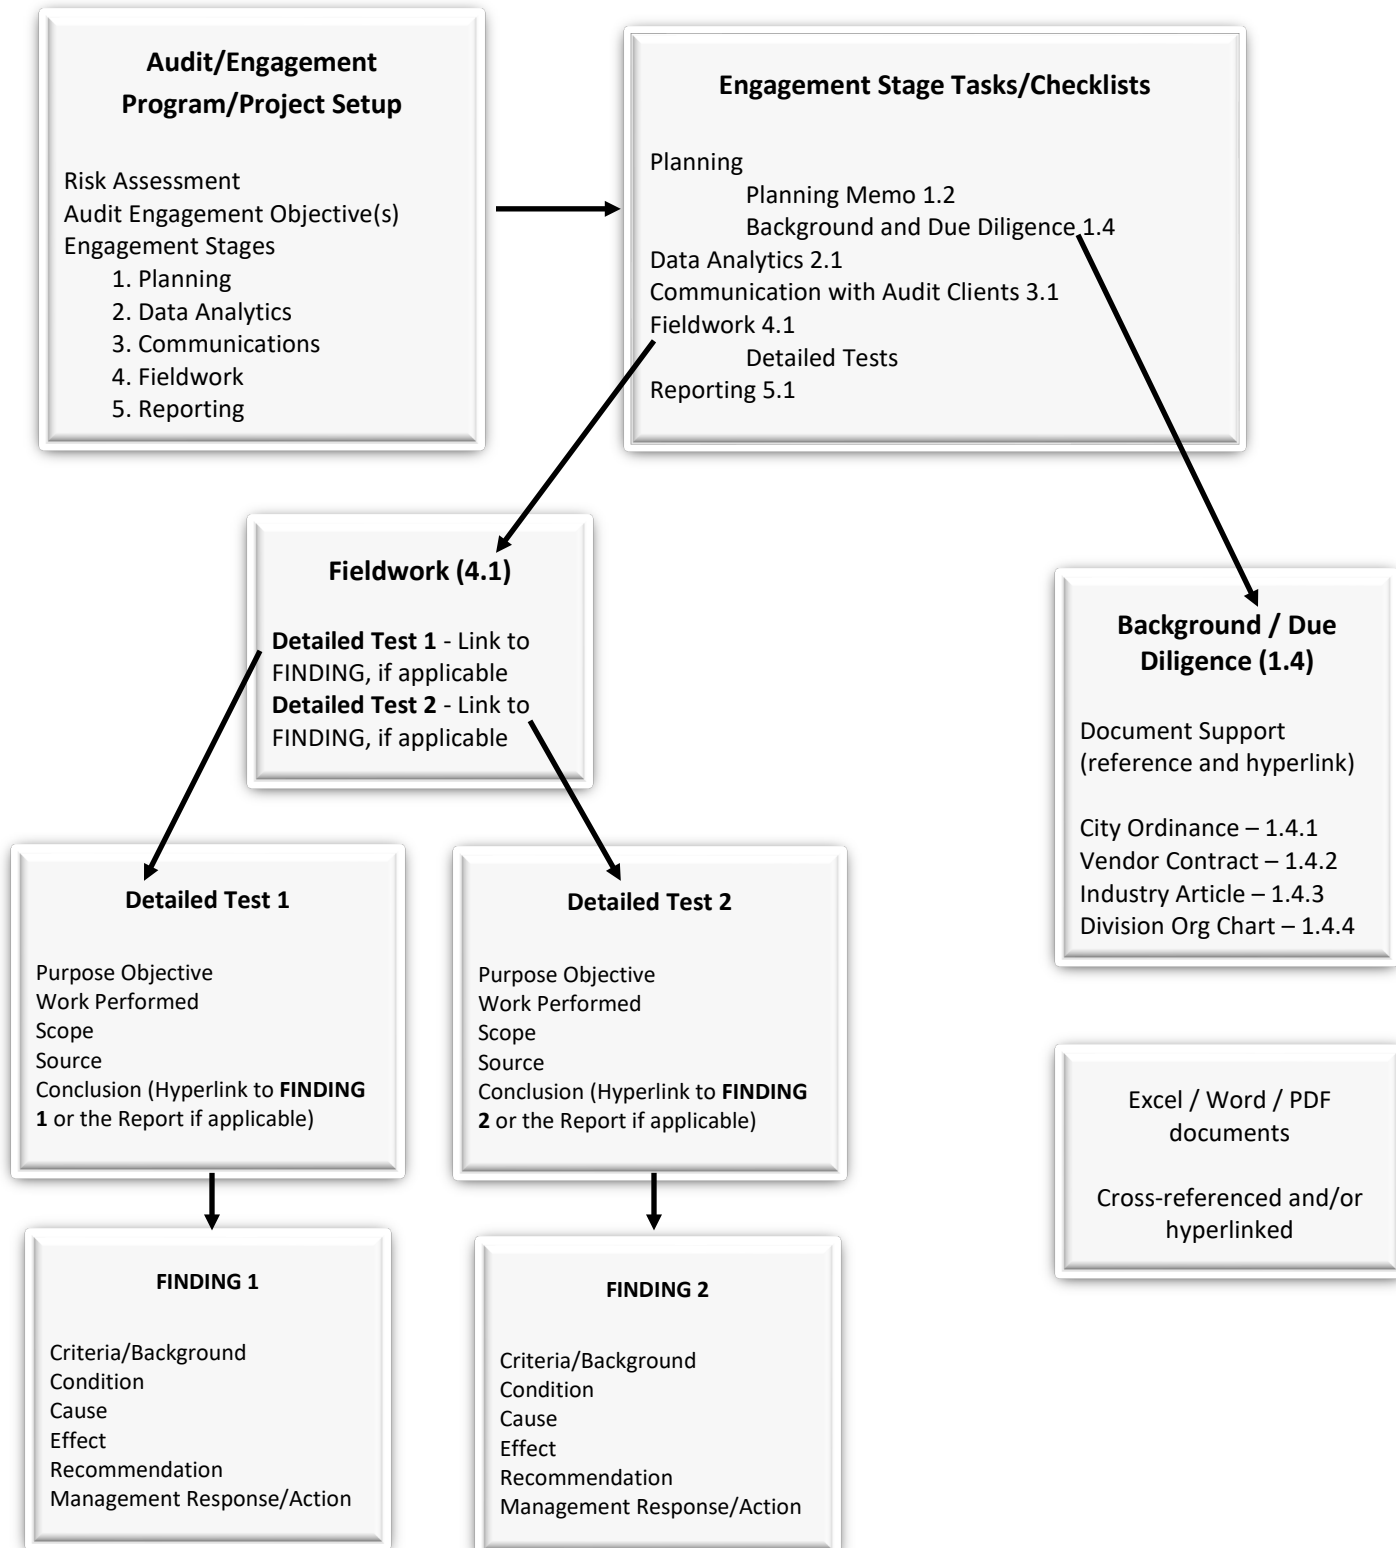 Audit/Engagement
Program/Project Setup
Risk Assessment
Audit Engagement Objective(s)
Engagement Stages
1. Planning
2. Data Analytics
3. Communications
4. Fieldwork
5. Reporting
Engagement Stage Tasks/Checklists
Planning
Planning Memo 1.2
Background and Due Diligence 1.4
Data Analytics 2.1
Communication with Audit Clients 3.1
Fieldwork 4.1
Detailed Tests
Reporting 5.1
Fieldwork (4.1)
Detailed Test 1 - Link to
FINDING, if applicable
Detailed Test 2 - Link to
FINDING, if applicable
Background / Due
Diligence (1.4)
Document Support
(reference and hyperlink)
City Ordinance – 1.4.1
Vendor Contract – 1.4.2
Industry Article – 1.4.3
Division Org Chart – 1.4.4
Detailed Test 1
Purpose Objective
Work Performed
Scope
Source
Conclusion (Hyperlink to FINDING
1 or the Report if applicable)
Detailed Test 2
Purpose Objective
Work Performed
Scope
Source
Conclusion (Hyperlink to FINDING
2 or the Report if applicable)
Excel / Word / PDF
documents
Cross-referenced and/or
hyperlinked
FINDING 1
Criteria/Background
Condition
Cause
Effect
Recommendation
Management Response/Action
FINDING 2
Criteria/Background
Condition
Cause
Effect
Recommendation
Management Response/Action